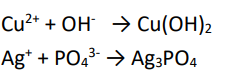 Cu²⁺ + OH⁻ → Cu(OH)₂
Ag⁺ + PO₄³⁻ → Ag₃PO₄